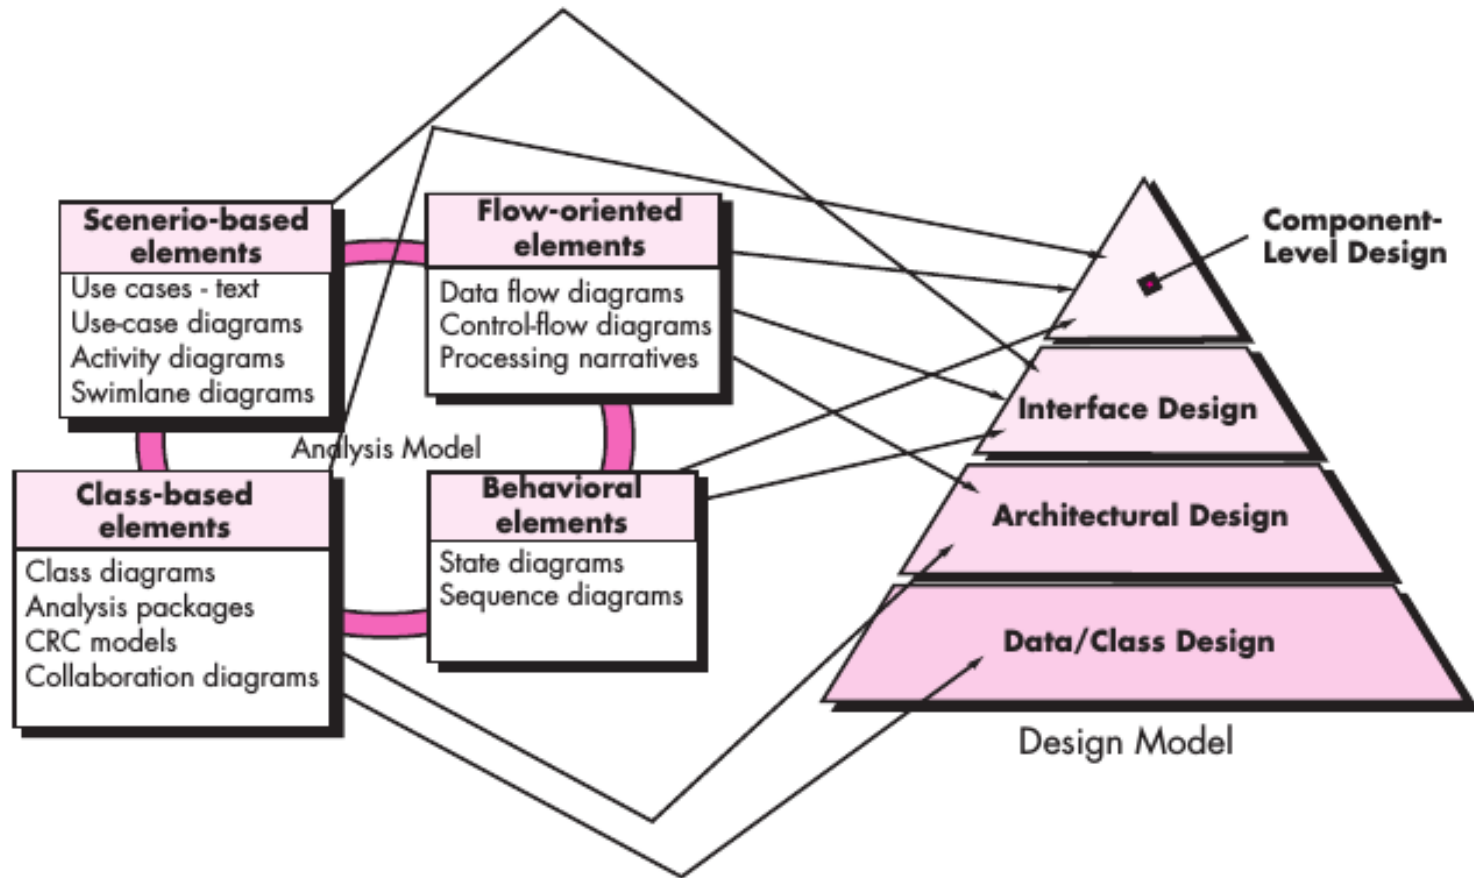 Scenerio-based
elements
Use cases - text
Use-case diagrams
Activity diagrams
Swimlane diagrams
Flow-oriented
elements
Data flow diagrams
Control-flow diagrams
Processing narratives
Analysis Model
Class-based
elements
Class diagrams
Analysis packages
CRC models
Collaboration diagrams
Behavioral
elements
State diagrams
Sequence diagrams
Component-
Level Design
Interface Design
Architectural Design
Data/Class Design
Design Model